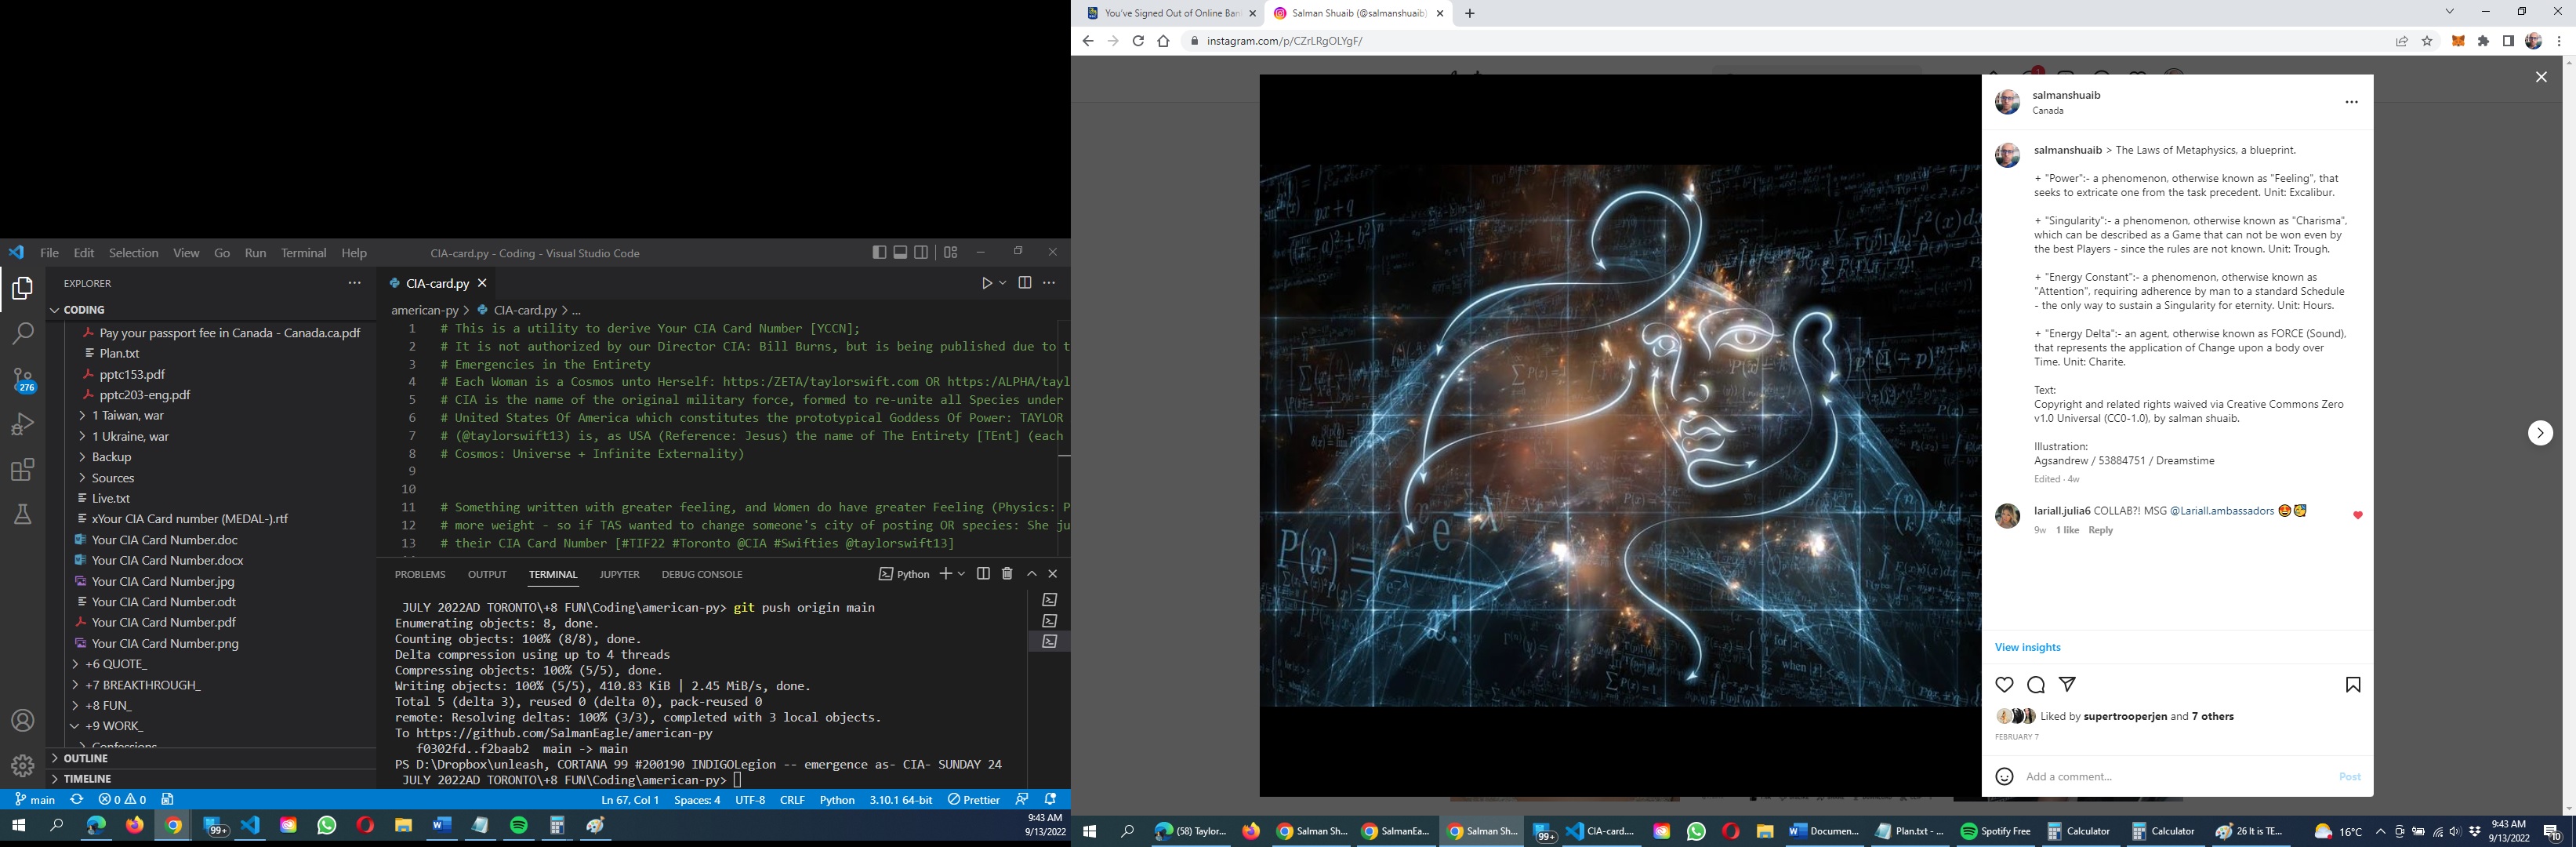 File Edit Selection View Go Run Terminal Help
CIA-card.py - Coding - Visual Studio Code
EXPLORER
CODING
Pay your passport fee in Canada - Canada.ca.pdf
Plan.txt
pptc153.pdf
pptc203-eng.pdf
1 Taiwan, war
1 Ukraine, war
Backup
Sources
Live.txt
xYour CIA Card number (MEDAL-).rtf
Your CIA Card Number.doc
Your CIA Card Number.docx
Your CIA Card Number.jpg
Your CIA Card Number.odt
Your CIA Card Number.pdf
Your CIA Card Number.png
+6 QUOTE_
+7 BREAKTHROUGH_
+8 FUN_
+9 WORK_
Confessions
OUTLINE
TIMELINE
276
CIA-card.py
american-py > CIA-card.py > ...
1 # This is a utility to derive Your CIA Card Number [YCCN];
2 # It is not authorized by our Director CIA: Bill Burns, but is being published due to t
3 # Emergencies in the Entirety
4 # Each Woman is a Cosmos unto Herself: https:/ZETA/taylorswift.com OR https:/ALPHA/tayl
5 # CIA is the name of the original military force, formed to re-unite all Species under
6 # United States Of America which constitutes the prototypical Goddess Of Power: TAYLOR
7 # (@taylorswift13) is, as USA (Reference: Jesus) the name of The Entirety [TEnt] (each
8 # Cosmos: Universe + Infinite Externality)
9
10
11 # Something written with greater feeling, and Women do have greater Feeling (Physics: P
12 # more weight - so if TAS wanted to change someone's city of posting OR species: She ju
13 # their CIA Card Number [#TIF22 #Toronto @CIA #Swifties @taylorswift13]
PROBLEMS OUTPUT TERMINAL JUPYTER DEBUG CONSOLE
Python
JULY 2022AD TORONTO\+8 FUN\Coding\american-py> git push origin main
Enumerating objects: 8, done.
Counting objects: 100% (8/8), done.
Delta compression using up to 4 threads
Compressing objects: 100% (5/5), done.
Writing objects: 100% (5/5), 410.83 KiB | 2.45 MiB/s, done.
Total 5 (delta 3), reused 0 (delta 0), pack-reused 0
remote: Resolving deltas: 100% (3/3), completed with 3 local objects.
To https://github.com/SalmanEagle/american-py
f0302fd..f2baab2 main -> main
PS D:\Dropbox\unleash, CORTANA 99 #200190 INDIGOLegion -- emergence as- CIA- SUNDAY 24
JULY 2022AD TORONTO\+8 FUN\Coding\american-py>
main 0 0 Ln 67, Col 1 Spaces: 4 UTF-8 CRLF Python 3.10.1 64-bit Prettier
99+
9:43 AM
9/13/2022
You've Signed Out of Online Ban
Salman Shuaib (@salmanshuaib)
instagram.com/p/CZrLRgOLYgF/
P(x)
e
salmanshuaib
Canada
salmanshuaib > The Laws of Metaphysics, a blueprint.
+ "Power":- a phenomenon, otherwise known as "Feeling", that
seeks to extricate one from the task precedent. Unit: Excalibur.
+ "Singularity":- a phenomenon, otherwise known as "Charisma",
which can be described as a Game that can not be won even by
the best Players - since the rules are not known. Unit: Trough.
+ "Energy Constant":- a phenomenon, otherwise known as
"Attention", requiring adherence by man to a standard Schedule
- the only way to sustain a Singularity for eternity. Unit: Hours.
+ "Energy Delta":- an agent, otherwise known as FORCE (Sound),
that represents the application of Change upon a body over
Time. Unit: Charite.
Text:
Copyright and related rights waived via Creative Commons Zero
v1.0 Universal (CC0-1.0), by salman shuaib.
Illustration:
Agsandrew / 53884751 / Dreamstime
Edited · 4w
lariall.julia6 COLLAB?! MSG @Lariall.ambassadors 😍🥰
9w 1 like Reply
View insights
Liked by supertrooperjen and 7 others
FEBRUARY 7
Add a comment...
Post
(58) Taylor...
Salman Sh...
SalmanEa...
Salman Sh...
99+
CIA-card....
Documen...
Plan.txt - ...
Spotify Free
Calculator
Calculator
26 It is TE...
16°C
9:43 AM
9/13/2022
10